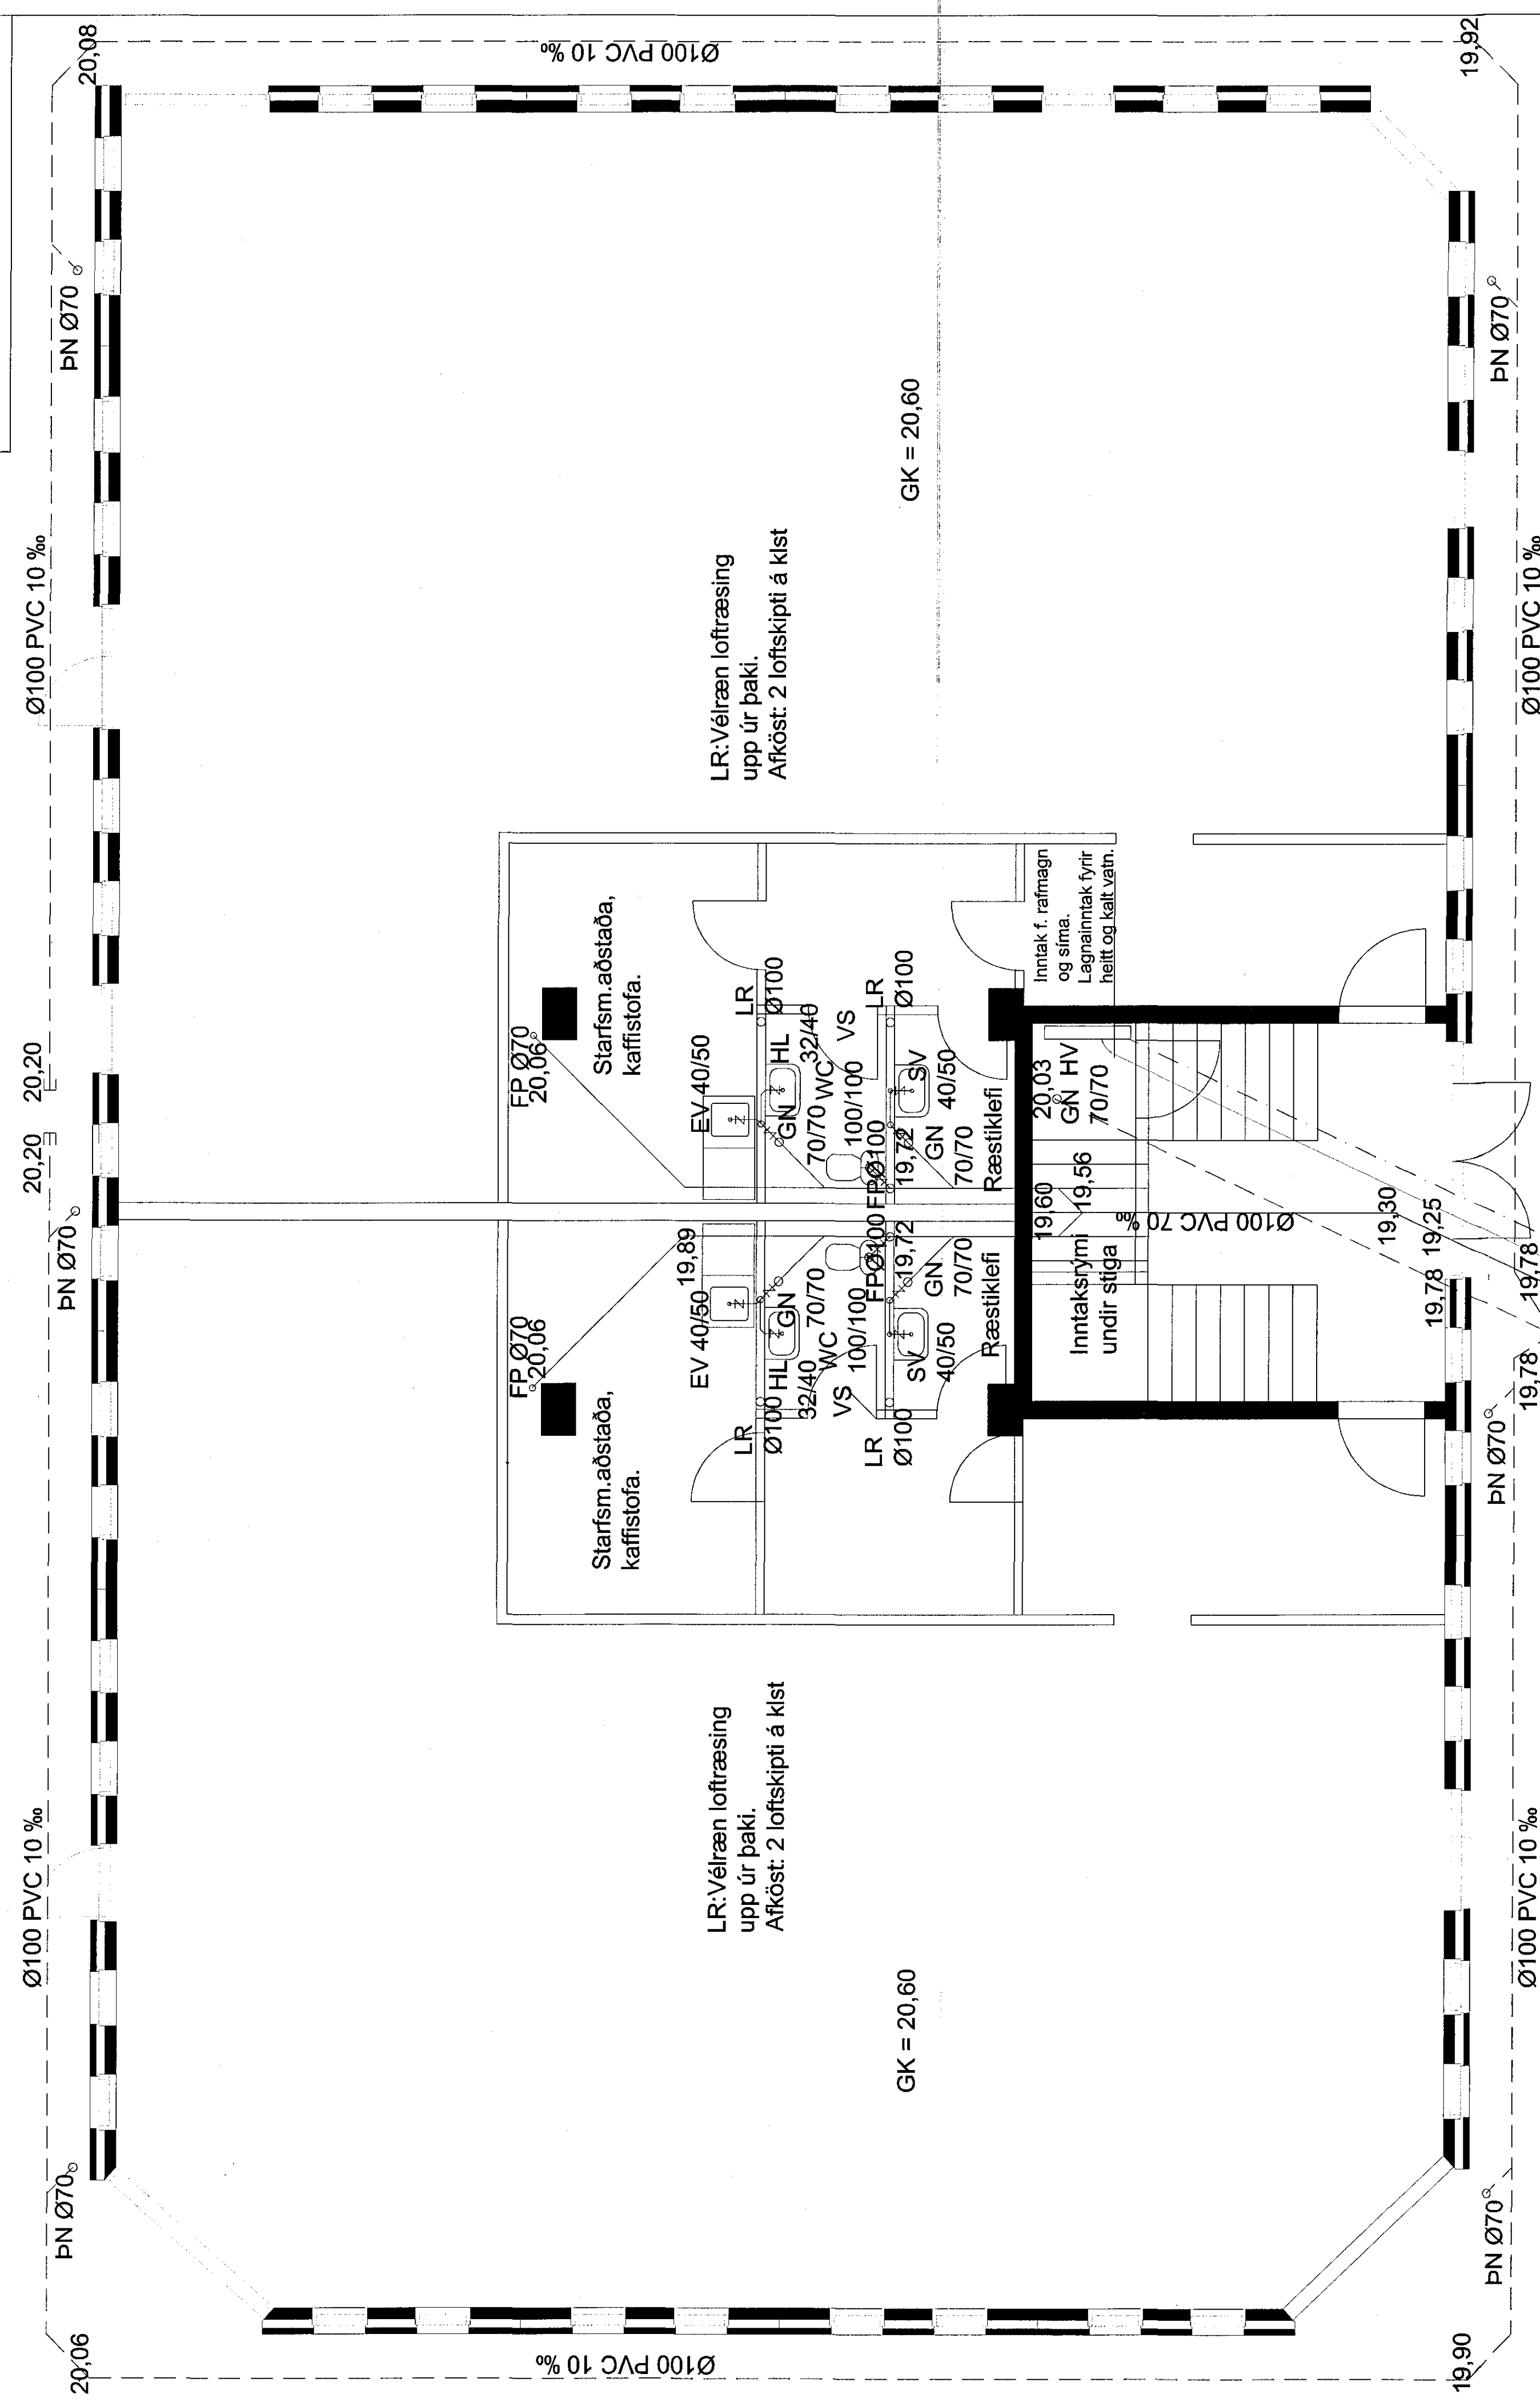 20,06
Ø100 PVC 10 ‰
19,90
ÞN Ø70
ÞN Ø70
Ø100 PVC 10 ‰
LR:Vélræn loftræsing
upp úr þaki.
Afköst: 2 loftskipti á klst
GK = 20,60
Ø100 PVC 10 ‰
ÞN Ø70
20,20
20,20
Starfsm.aðstaða,
kaffistofa.
FP Ø70
20,06
EV 40/50
19,89
LR
Ø100
HL
32/40
GN
70/70
WC
100/100
VS
LR
Ø100
FPØ100
19,72
SV
40/50
GN
70/70
Ræstiklefi
Inntaksrými
undir stiga
19,60
19,56
Ø100 PVC 70 ‰
19,30
19,25
19,78
19,78
19,78
ÞN Ø70
FP Ø70
20,06
Starfsm.aðstaða,
kaffistofa.
EV 40/50
LR
Ø100
HL
32/40
GN
70/70
WC
100/100
VS
LR
Ø100
FPØ100
19,72
SV
40/50
GN
70/70
Ræstiklefi
20,03
GN HV
70/70
Inntak f. rafmagn
og síma.
Lagnainntak fyrir
heitt og kalt vatn.
Ø100 PVC 10 ‰
LR:Vélræn loftræsing
upp úr þaki.
Afköst: 2 loftskipti á klst
GK = 20,60
Ø100 PVC 10 ‰
ÞN Ø70
ÞN Ø70
20,08
Ø100 PVC 10 ‰
19,92